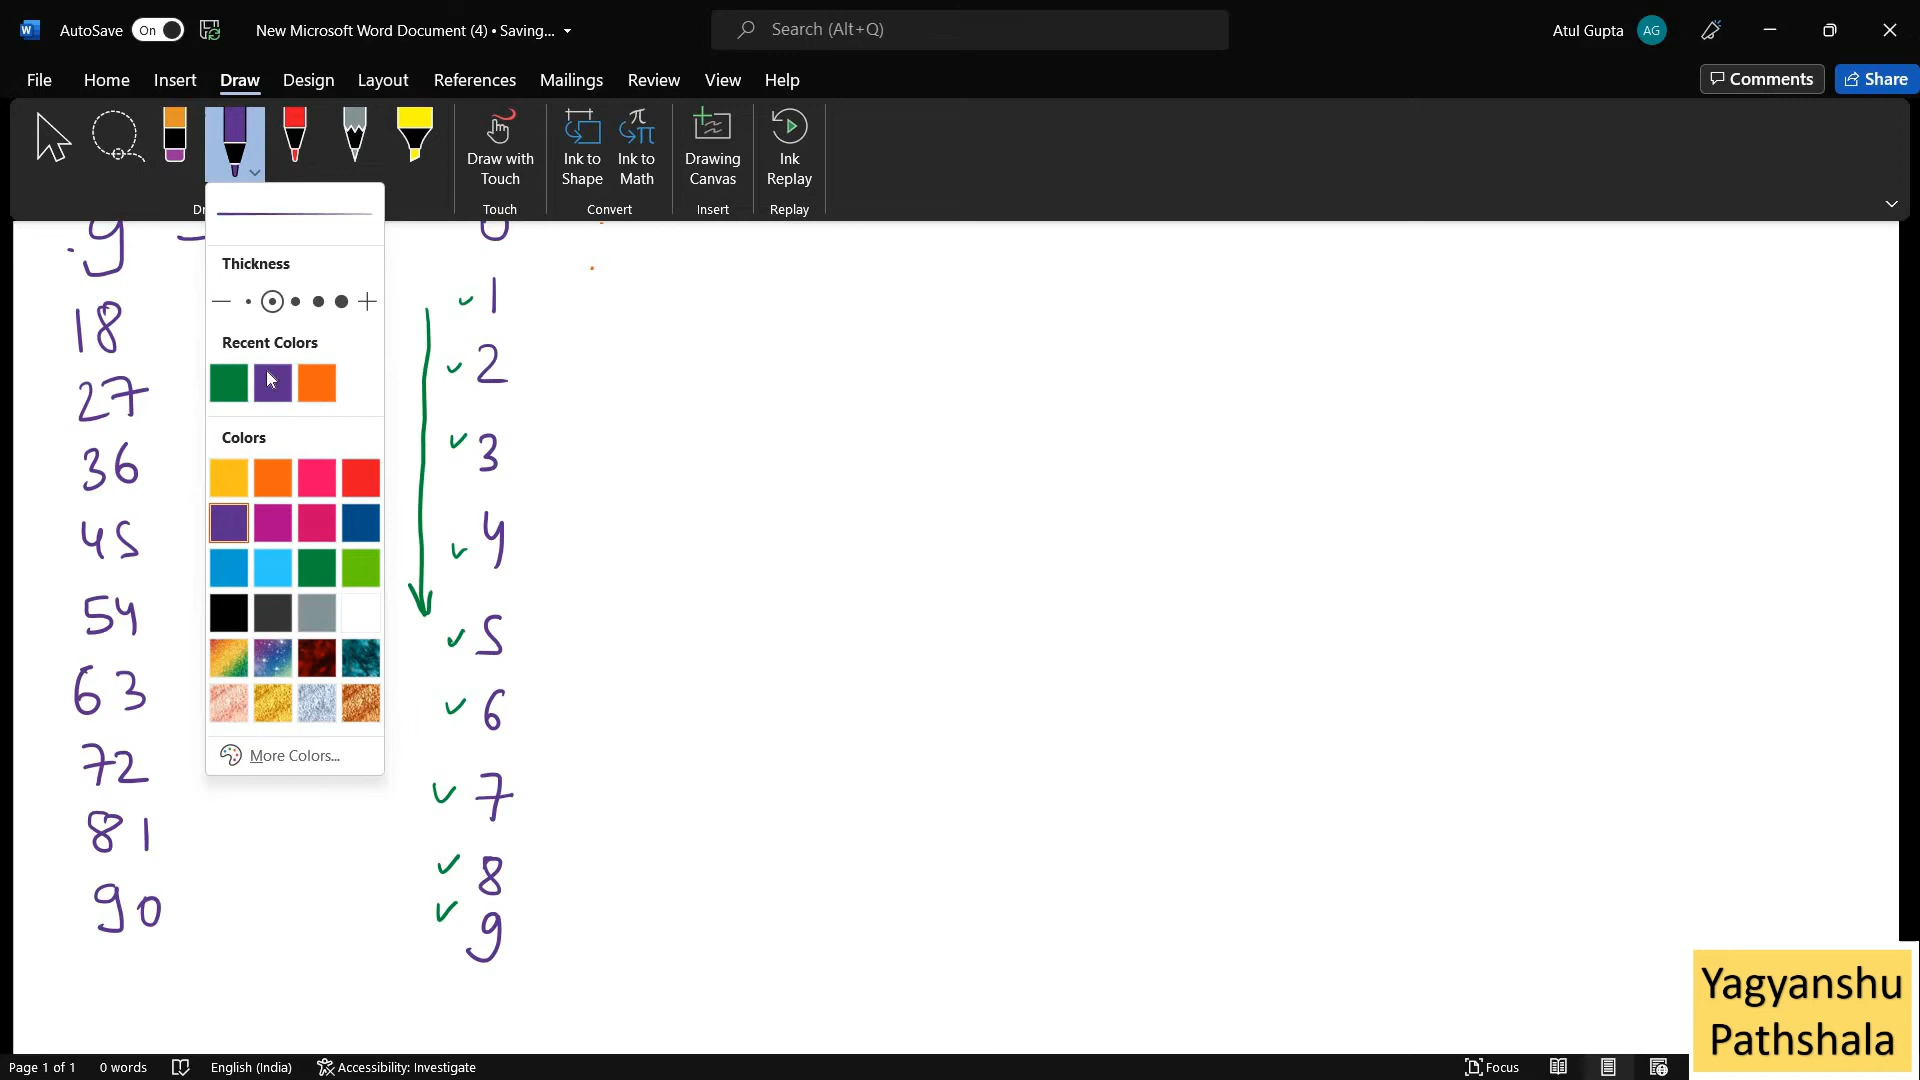 AutoSave On New Microsoft Word Document (4) • Saving... Search (Alt+Q) Atul Gupta AG
File Home Insert Draw Design Layout References Mailings Review View Help Comments Share
Draw with Touch
Ink to Shape
Ink to Math
Drawing Canvas
Ink Replay
Dr Touch Convert Insert Replay
Thickness
Recent Colors
Colors
More Colors...
.9
18
27
36
45
54
63
72
81
90
0
1
2
3
4
5
6
7
8
9
Yagyanshu
Pathshala
Page 1 of 1 0 words English (India) Accessibility: Investigate Focus